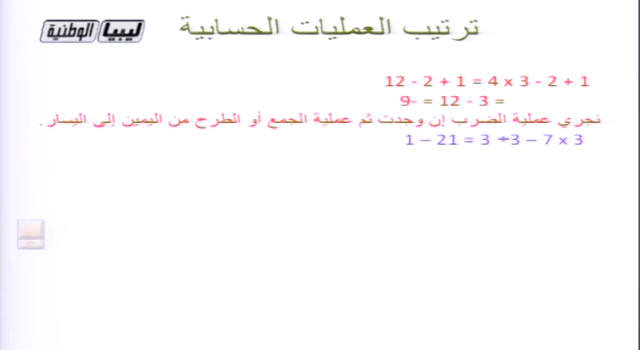 ترتيب العمليات الحسابية
ليبيا الوطنية
12 - 2 + 1 = 4 x 3 - 2 + 1
9- = 12 - 3 =
نجري عملية الضرب إن وجدت ثم عملية الجمع أو الطرح من اليمين إلى اليسار .
1 – 21 = 3 ÷3 – 7 x 3